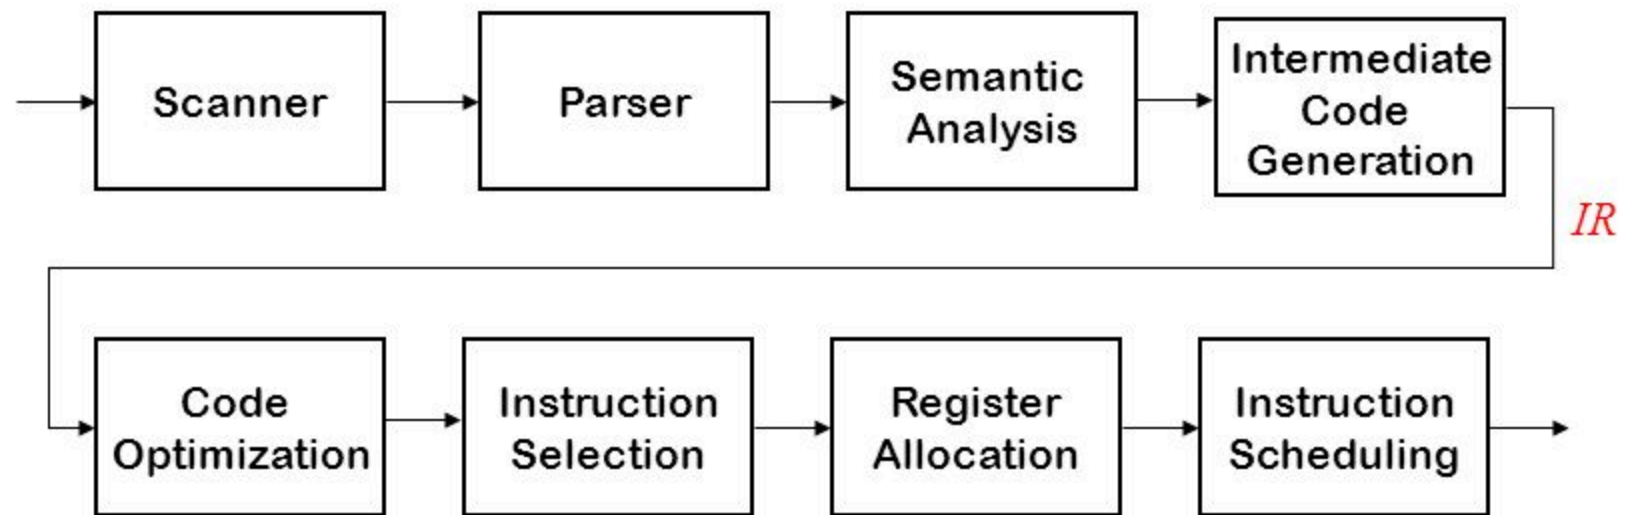 Scanner
Parser
Semantic
Analysis
Intermediate
Code
Generation
IR
Code
Optimization
Instruction
Selection
Register
Allocation
Instruction
Scheduling